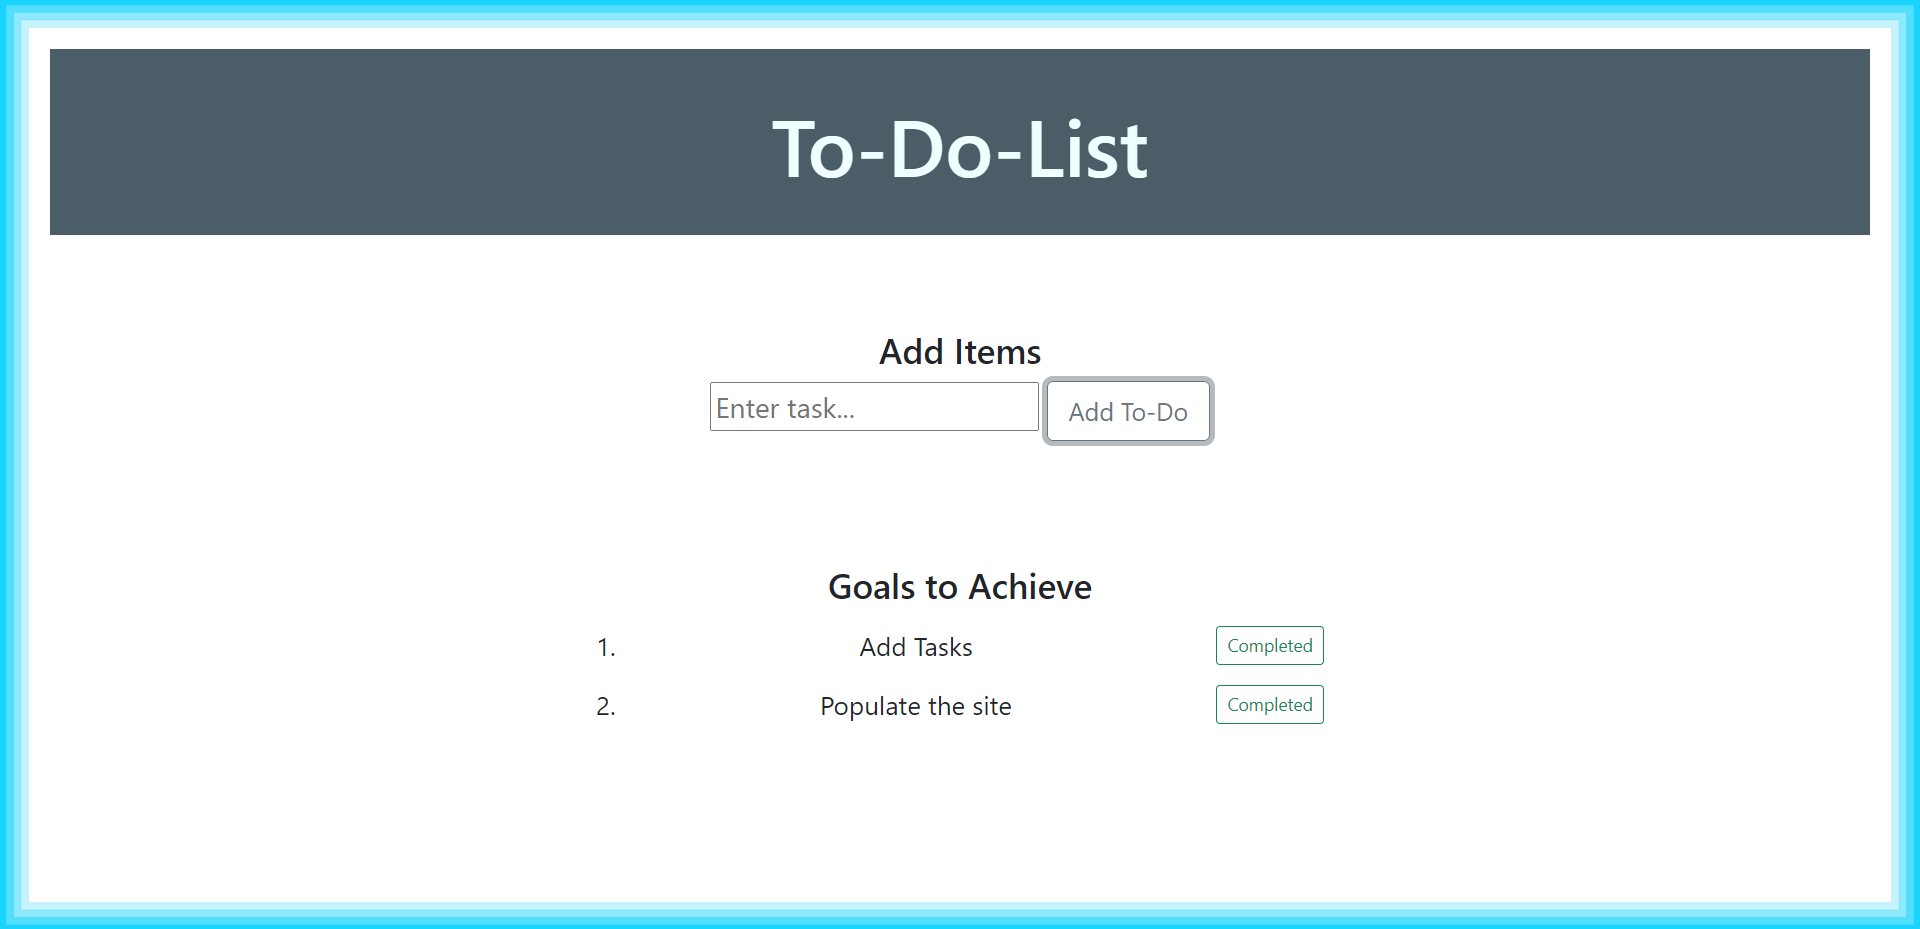 To-Do-List
Add Items
Enter task...
Add To-Do
Goals to Achieve
1. Add Tasks Completed
2. Populate the site Completed